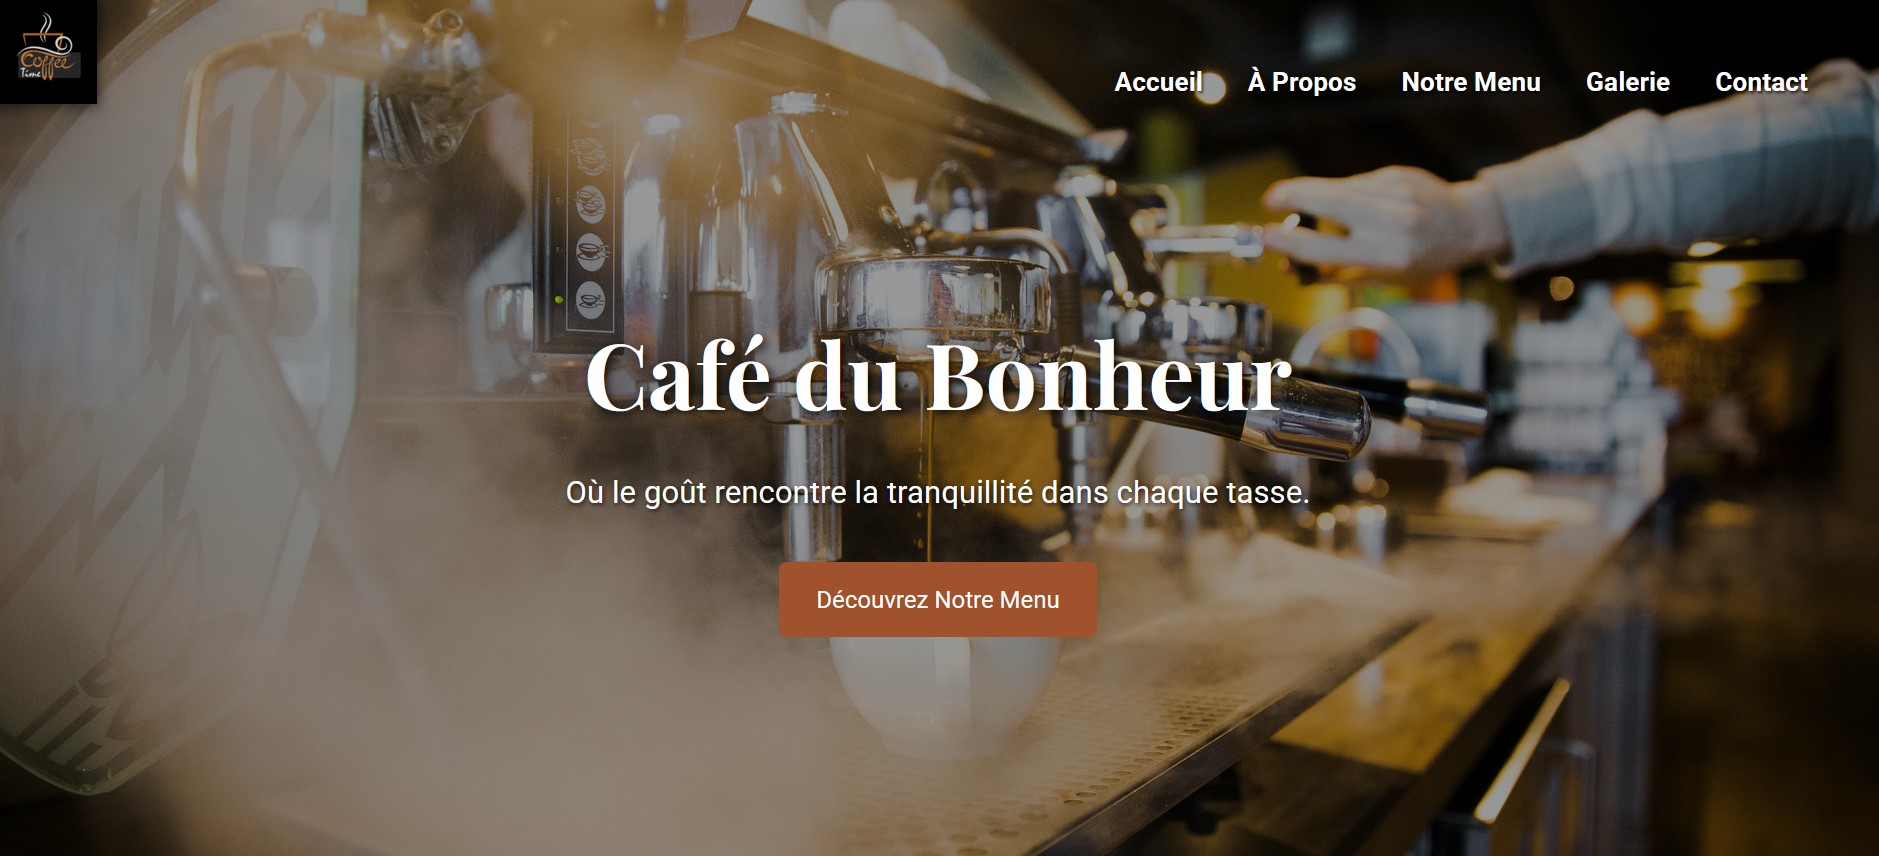 Coffee
Time
Accueil À Propos Notre Menu Galerie Contact
Café du Bonheur
Où le goût rencontre la tranquillité dans chaque tasse.
Découvrez Notre Menu